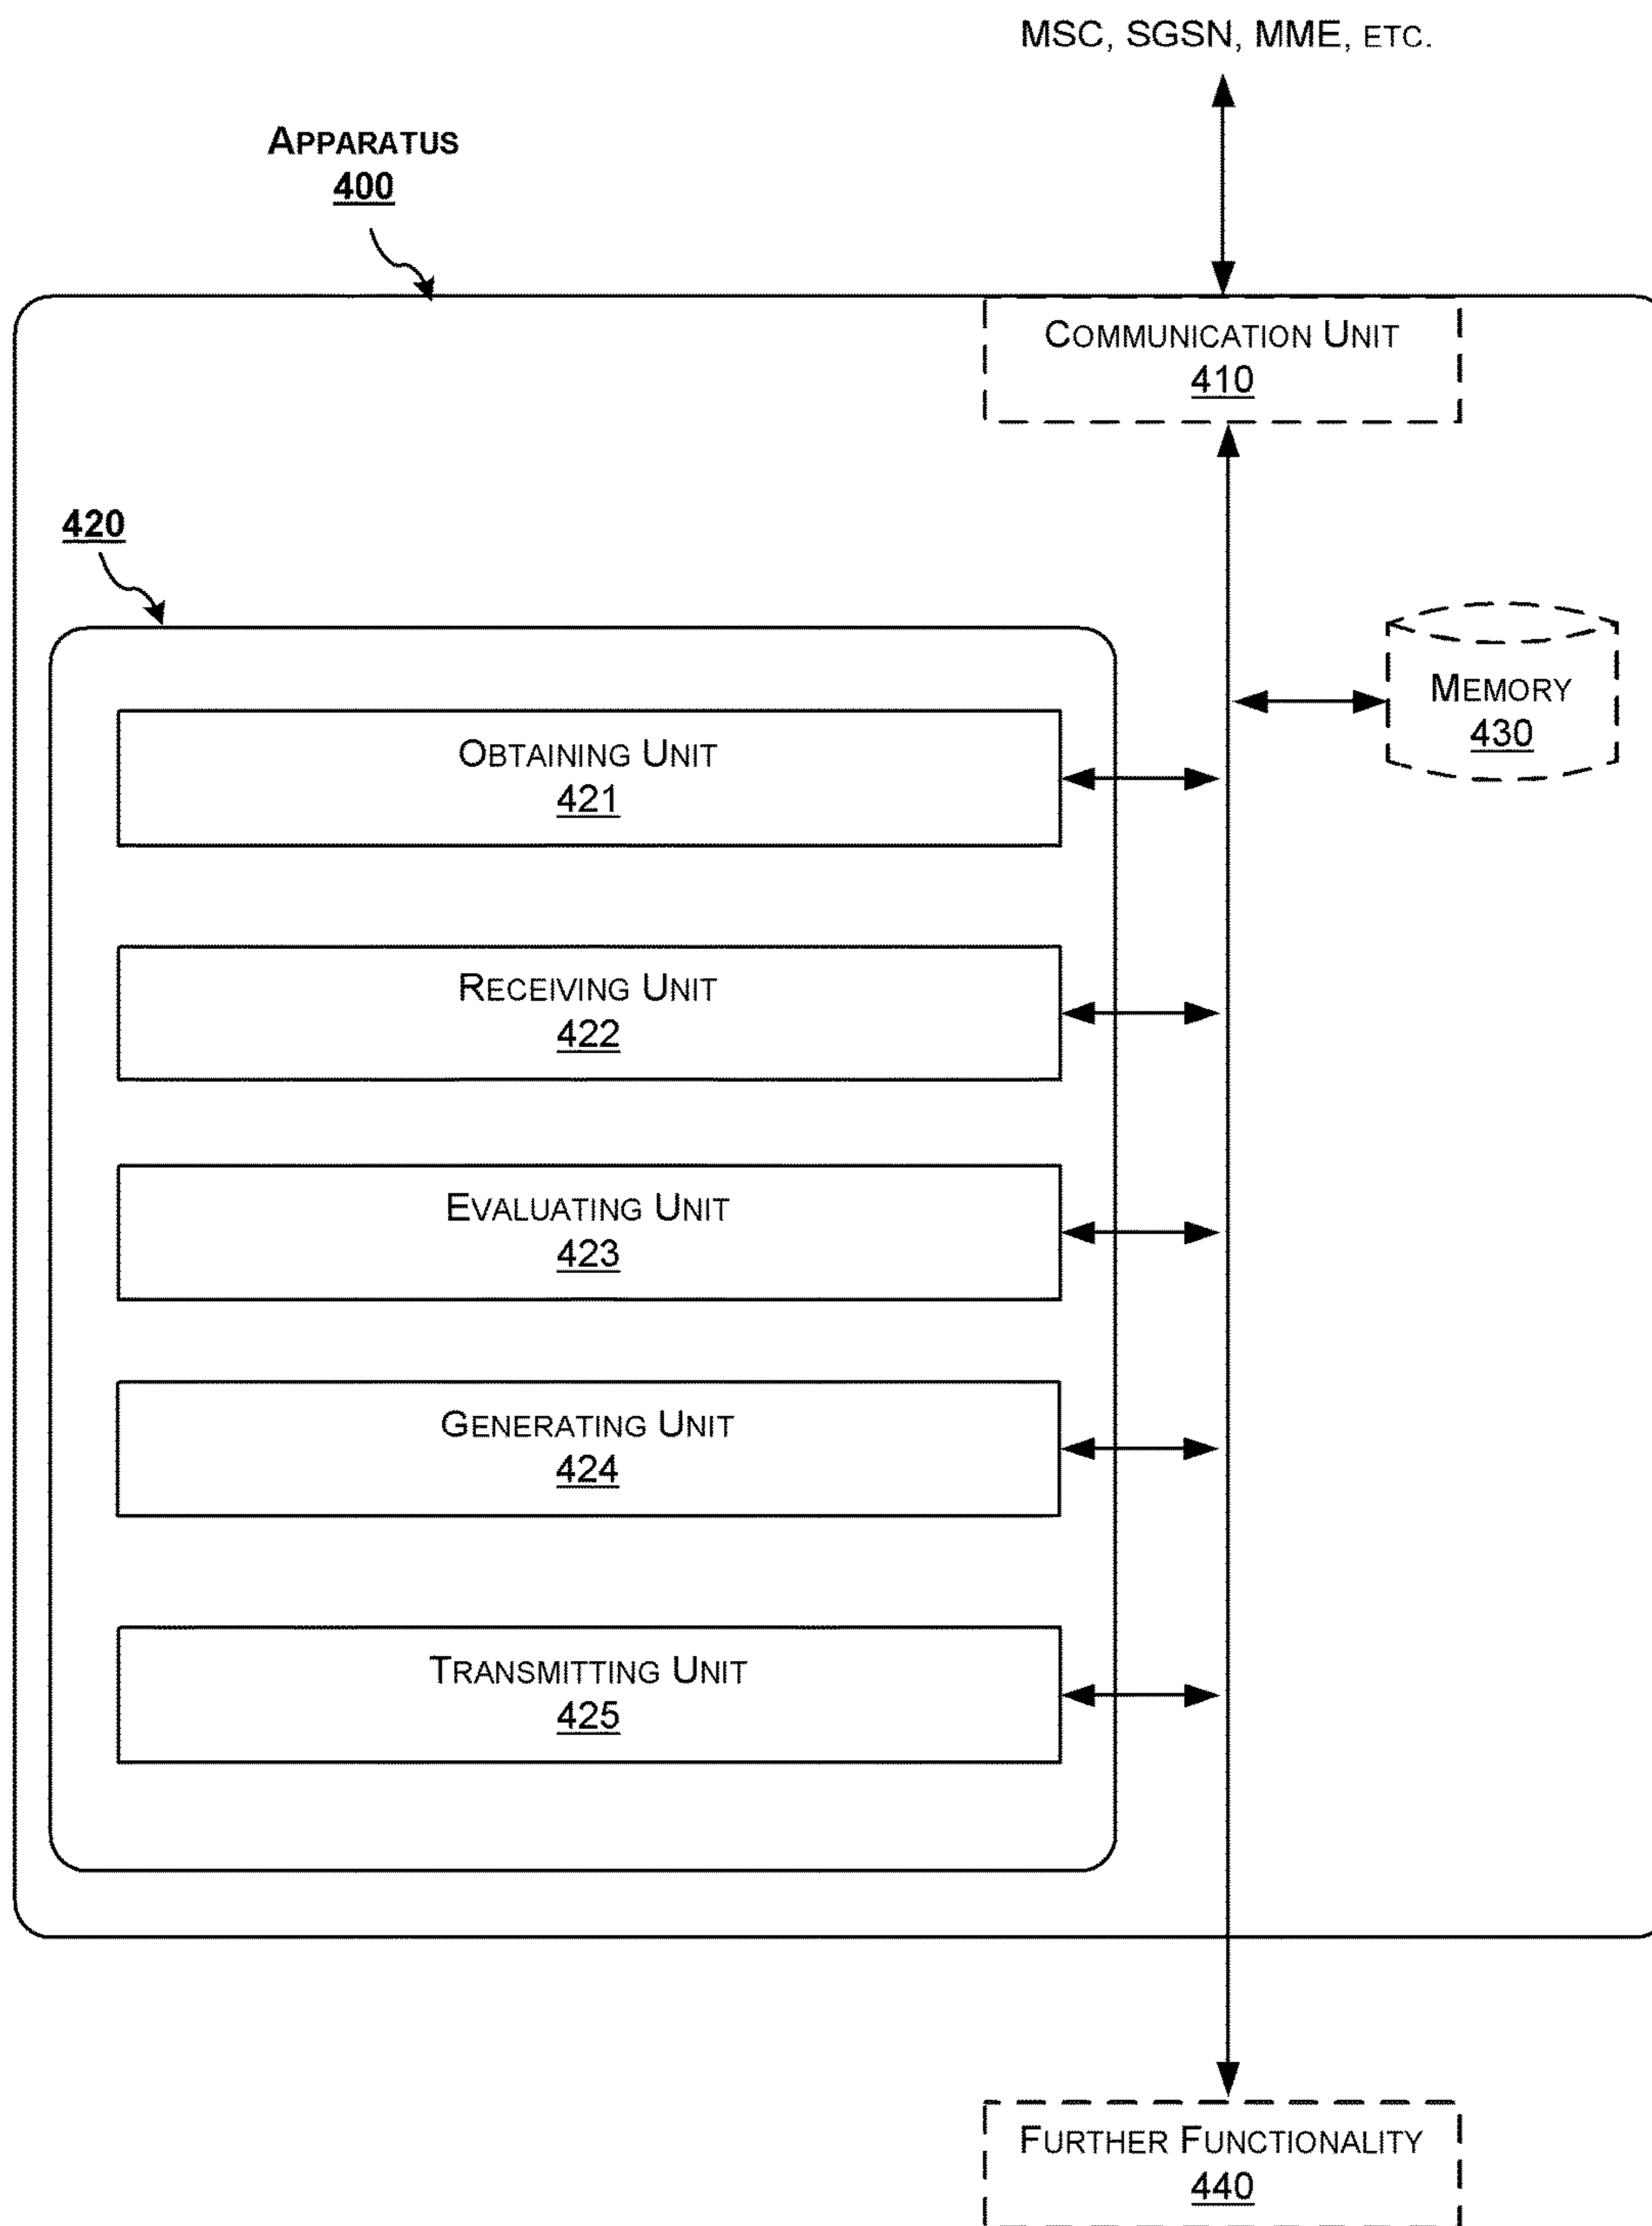 MSC, SGSN, MME, ETC.
APPARATUS
400
COMMUNICATION UNIT
410
420
MEMORY
430
OBTAINING UNIT
421
RECEIVING UNIT
422
EVALUATING UNIT
423
GENERATING UNIT
424
TRANSMITTING UNIT
425
FURTHER FUNCTIONALITY
440